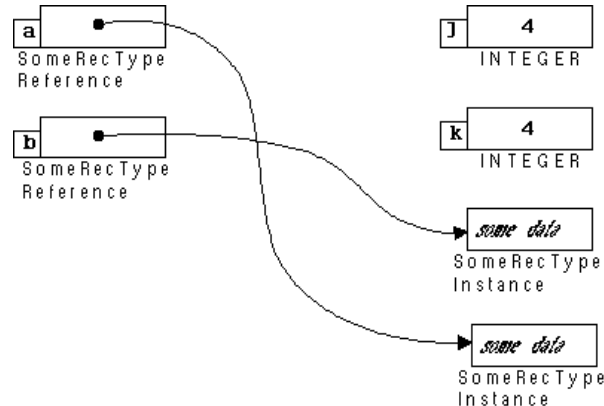 a
SomeRecType
Reference
J 4
INTEGER
b
SomeRecType
Reference
k 4
INTEGER
some data
SomeRecType
Instance
some data
SomeRecType
Instance